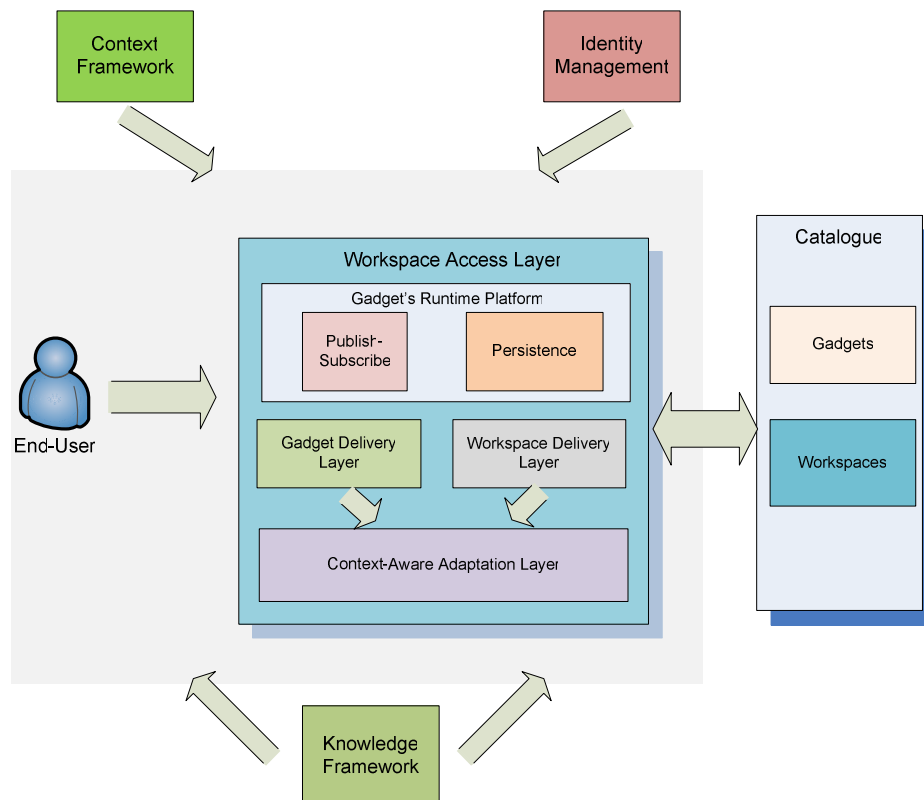 Context
Framework
Identity
Management
Workspace Access Layer
Gadget's Runtime Platform
Publish-
Subscribe
Persistence
Catalogue
Gadgets
Workspaces
End-User
Gadget Delivery
Layer
Workspace Delivery
Layer
Context-Aware Adaptation Layer
Knowledge
Framework